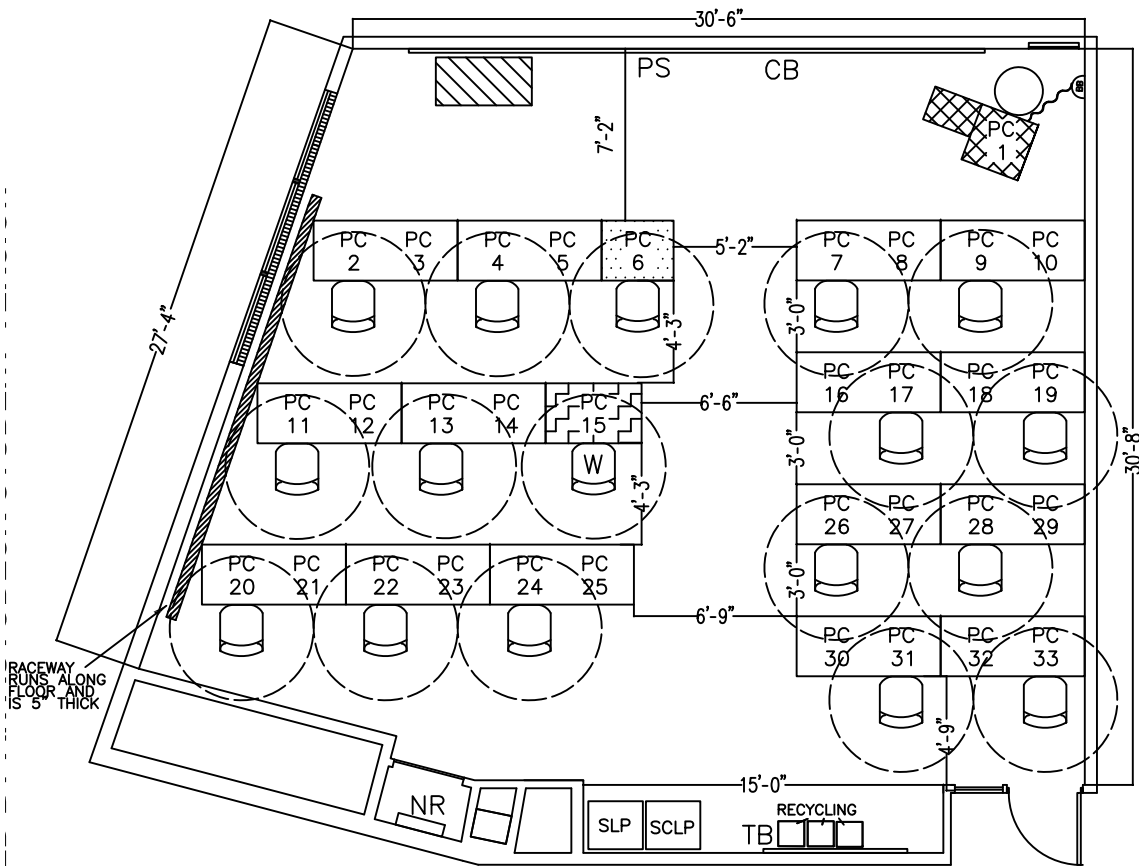 30'-6"
PS
CB
BB
PC
1
7'-2"
27'-4"
PC PC PC PC PC
2 3 4 5 6
5'-2"
PC PC PC PC
7 8 9 10
4'-3"
3'-0"
PC PC PC PC
16 17 18 19
PC PC PC PC PC
11 12 13 14 15
6'-6"
W
4'-3"
3'-0"
30'-8"
PC PC PC PC
26 27 28 29
PC PC PC PC PC PC
20 21 22 23 24 25
3'-0"
6'-9"
PC PC PC PC
30 31 32 33
RACEWAY
RUNS ALONG
FLOOR AND
IS 5" THICK
4'-9"
15'-0"
NR
SLP
SCLP
TB
RECYCLING